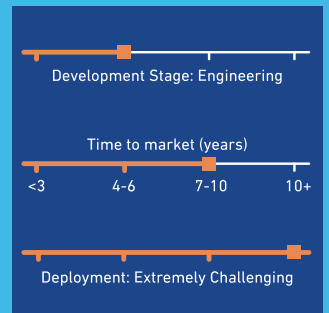 Development Stage: Engineering
Time to market (years)
<3 4-6 7-10 10+
Deployment: Extremely Challenging